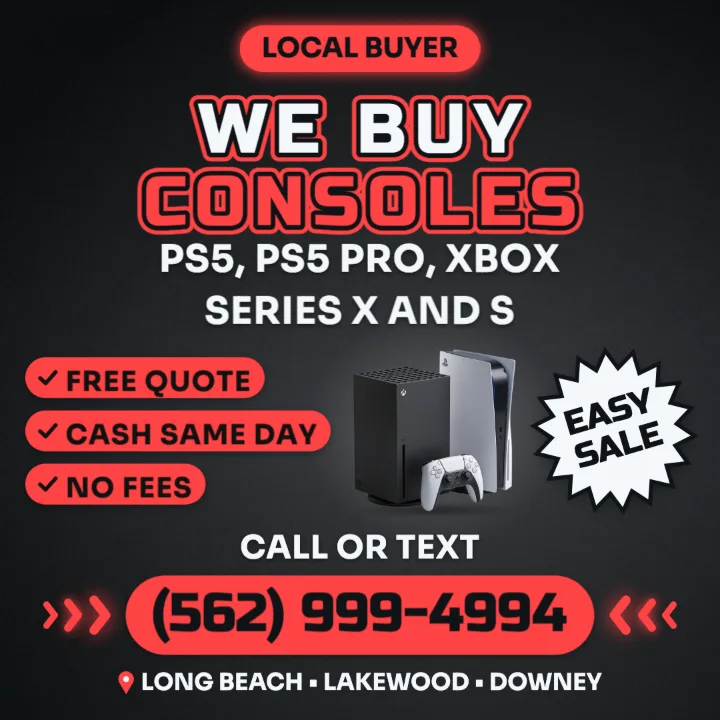 LOCAL BUYER
WE BUY
CONSOLES
PS5, PS5 PRO, XBOX
SERIES X AND S
✓ FREE QUOTE
✓ CASH SAME DAY
✓ NO FEES
EASY
SALE
CALL OR TEXT
(562) 999-4994
LONG BEACH ▪ LAKEWOOD ▪ DOWNEY